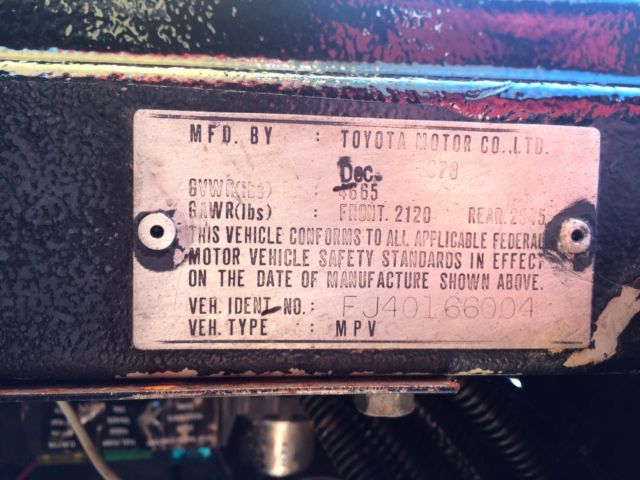 MFD. BY : TOYOTA MOTOR CO.,LTD.
Dec.
GVWR(lbs) : 4665
GAWR(lbs) : FRONT. 2120 REAR.
THIS VEHICLE CONFORMS TO ALL APPLICABLE FEDERAL
MOTOR VEHICLE SAFETY STANDARDS IN EFFECT
ON THE DATE OF MANUFACTURE SHOWN ABOVE.
VEH. IDENT. NO.: FJ40166004
VEH. TYPE : MPV